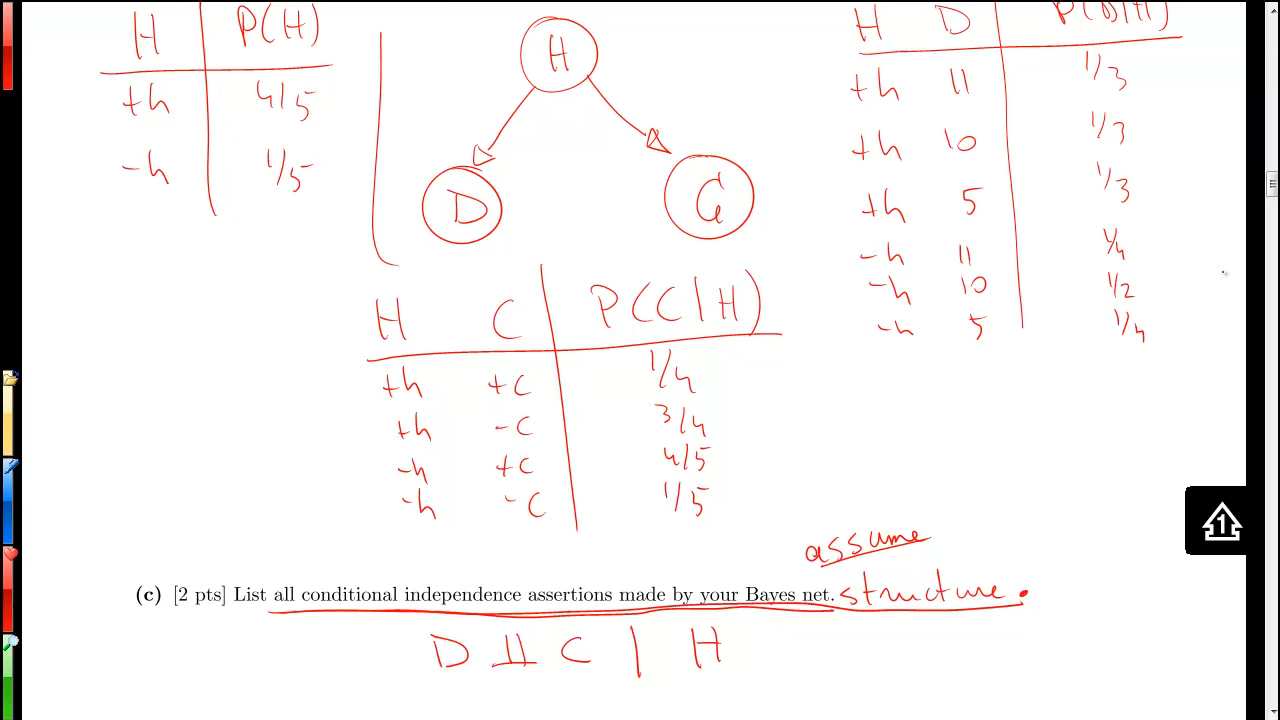 H P(H)
+h 4/5
-h 1/5
H
D C
H D P(D|H)
+h 11 1/3
+h 10 1/3
+h 5 1/3
-h 11 1/4
-h 10 1/2
-h 5 1/4
H C P(C|H)
+h +c 1/4
+h -c 3/4
-h +c 4/5
-h -c 1/5
assume
(c) [2 pts] List all conditional independence assertions made by your Bayes net. structure.
D ⫫ C | H
1